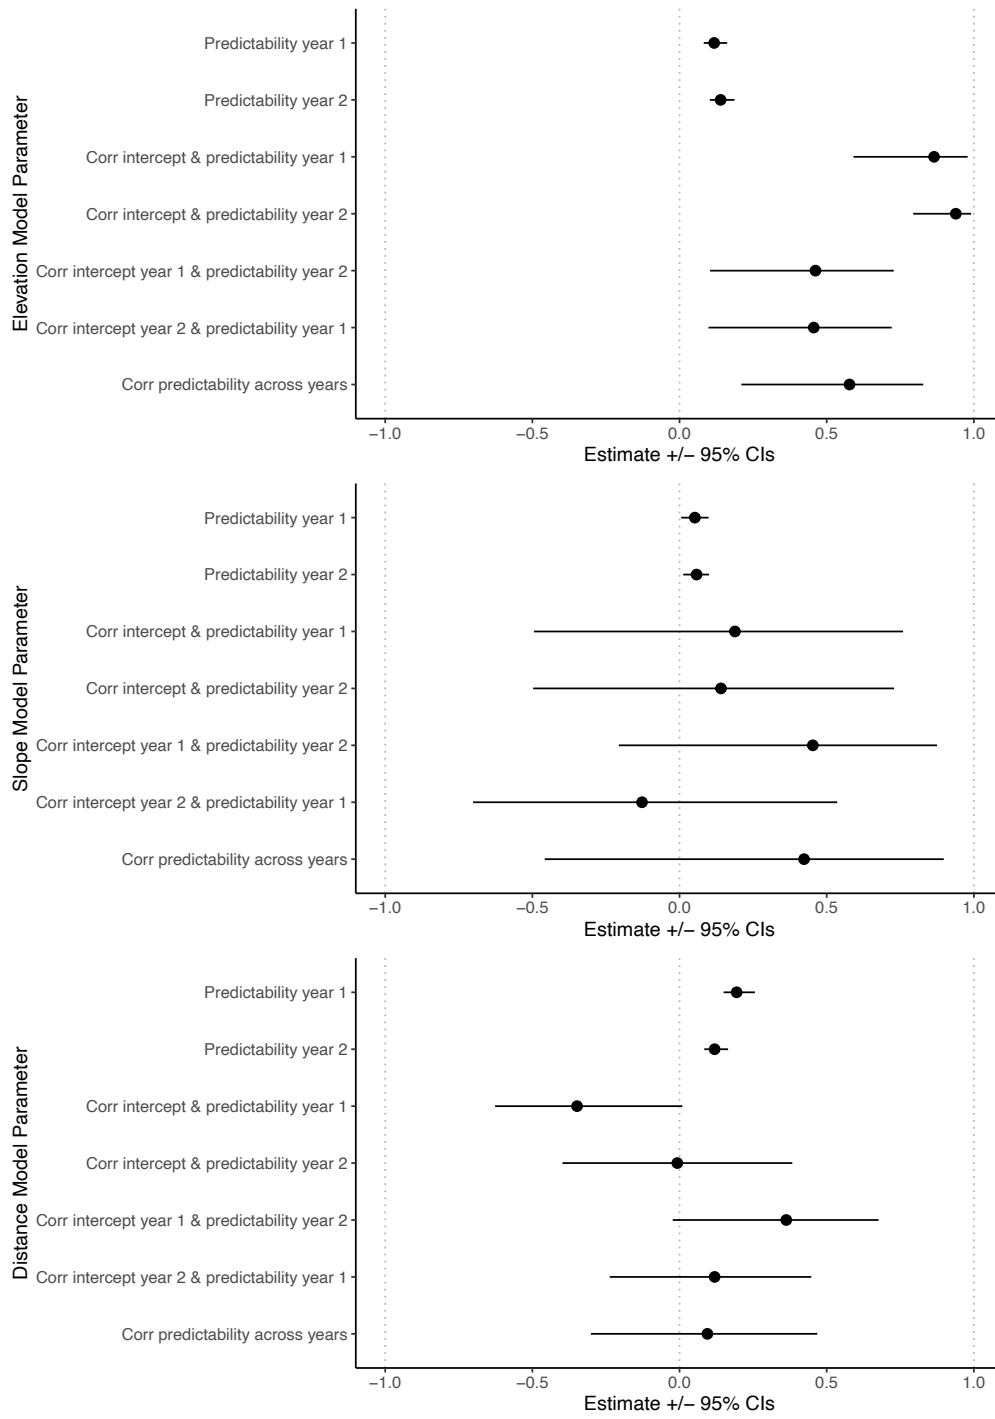 Elevation Model Parameter
Predictability year 1
Predictability year 2
Corr intercept & predictability year 1
Corr intercept & predictability year 2
Corr intercept year 1 & predictability year 2
Corr intercept year 2 & predictability year 1
Corr predictability across years
−1.0 −0.5 0.0 0.5 1.0
Estimate +/− 95% CIs
Slope Model Parameter
Predictability year 1
Predictability year 2
Corr intercept & predictability year 1
Corr intercept & predictability year 2
Corr intercept year 1 & predictability year 2
Corr intercept year 2 & predictability year 1
Corr predictability across years
−1.0 −0.5 0.0 0.5 1.0
Estimate +/− 95% CIs
Distance Model Parameter
Predictability year 1
Predictability year 2
Corr intercept & predictability year 1
Corr intercept & predictability year 2
Corr intercept year 1 & predictability year 2
Corr intercept year 2 & predictability year 1
Corr predictability across years
−1.0 −0.5 0.0 0.5 1.0
Estimate +/− 95% CIs